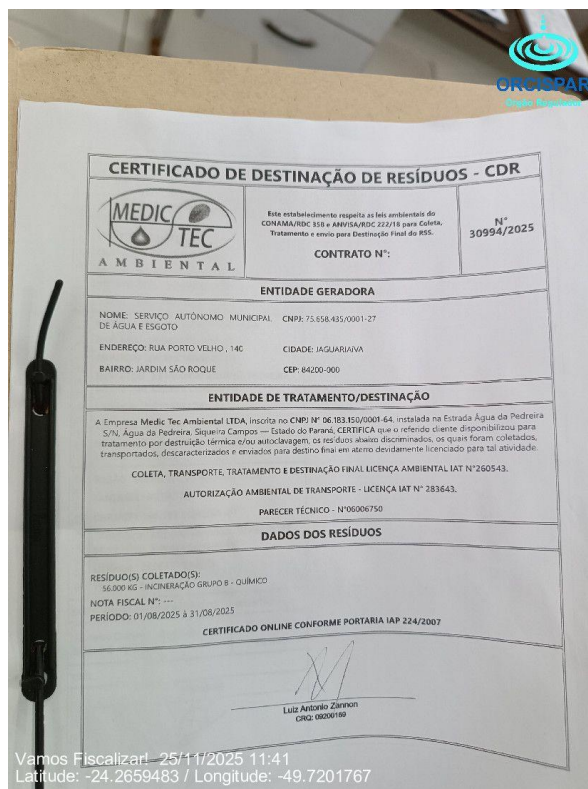 ORCISPAR
Órgão Regulador
CERTIFICADO DE DESTINAÇÃO DE RESÍDUOS - CDR
MEDIC
TEC
AMBIENTAL
Este estabelecimento respeita as leis ambientais do
CONAMA/RDC 358 e ANVISA/RDC 222/18 para Coleta,
Tratamento e envio para Destinação Final do RSS.
CONTRATO N°:
N°
30994/2025
ENTIDADE GERADORA
NOME: SERVIÇO AUTÔNOMO MUNICIPAL CNPJ: 75.658.435/0001-27
DE ÁGUA E ESGOTO
ENDEREÇO: RUA PORTO VELHO , 140 CIDADE: JAGUARIAIVA
BAIRRO: JARDIM SÃO ROQUE CEP: 84200-000
ENTIDADE DE TRATAMENTO/DESTINAÇÃO
A Empresa Medic Tec Ambiental LTDA, inscrita no CNPJ N° 06.183.150/0001-64, instalada na Estrada Água da Pedreira
S/N, Água da Pedreira, Siqueira Campos — Estado do Paraná, CERTIFICA que o referido cliente disponibilizou para
tratamento por destruição térmica e/ou autoclavagem, os resíduos abaixo discriminados, os quais foram coletados,
transportados, descaracterizados e enviados para destino final em aterro devidamente licenciado para tal atividade.
COLETA, TRANSPORTE, TRATAMENTO E DESTINAÇÃO FINAL LICENÇA AMBIENTAL IAT N°260543.
AUTORIZAÇÃO AMBIENTAL DE TRANSPORTE - LICENÇA IAT N° 283643.
PARECER TÉCNICO - N°06006750
DADOS DOS RESÍDUOS
RESÍDUO(S) COLETADO(S):
56.000 KG - INCINERAÇÃO GRUPO B - QUÍMICO
NOTA FISCAL N°: ---
PERÍODO: 01/08/2025 à 31/08/2025
CERTIFICADO ONLINE CONFORME PORTARIA IAP 224/2007
Luiz Antonio Zannon
CRQ: 09200169
Vamos Fiscalizar! 25/11/2025 11:41
Latitude: -24.2659483 / Longitude: -49.7201767